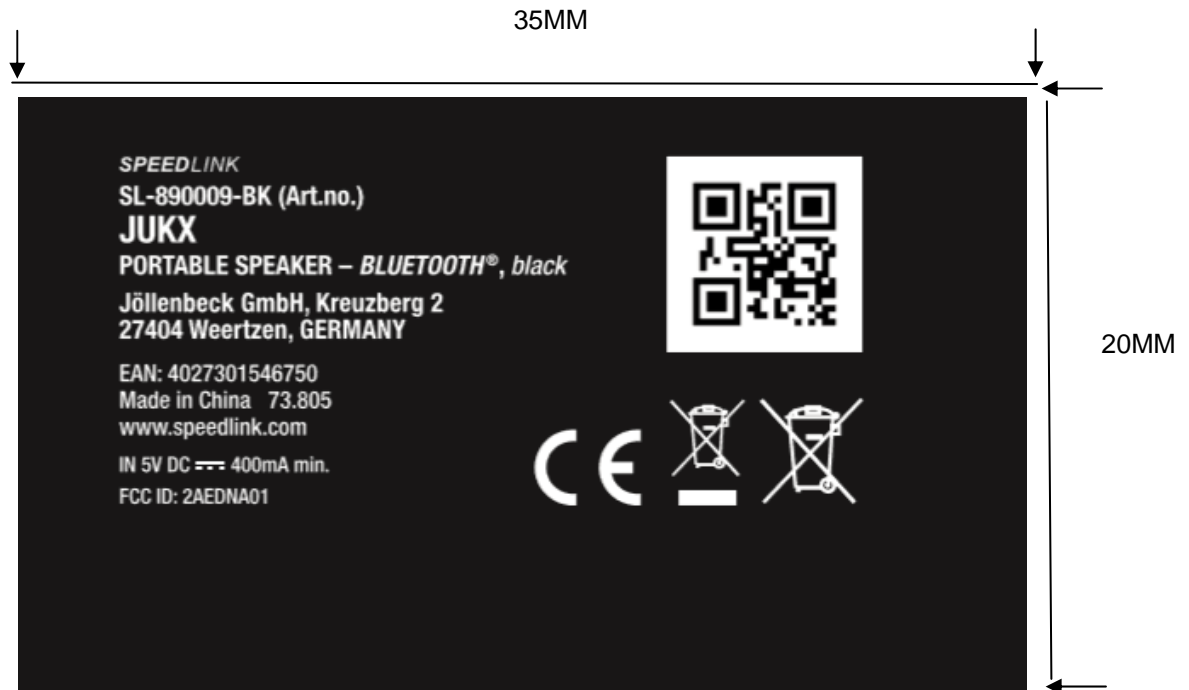 35MM
SPEEDLINK
SL-890009-BK (Art.no.)
JUKX
PORTABLE SPEAKER – BLUETOOTH®, black
Jöllenbeck GmbH, Kreuzberg 2
27404 Weertzen, GERMANY
EAN: 4027301546750
Made in China 73.805
www.speedlink.com
IN 5V DC ⎓ 400mA min.
FCC ID: 2AEDNA01
CE
20MM